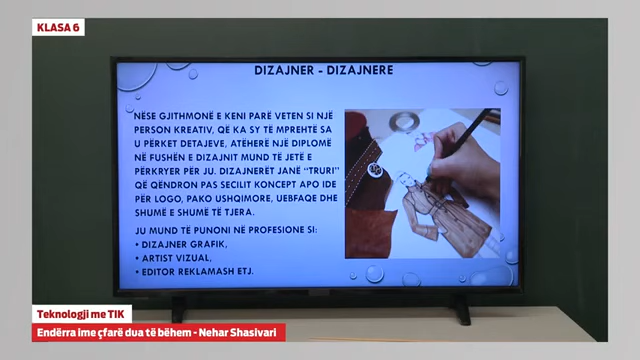 KLASA 6
DIZAJNER - DIZAJNERE
NËSE GJITHMONË E KENI PARË VETEN SI NJË
PERSON KREATIV, QË KA SY TË MPREHTË SA
U PËRKET DETAJEVE, ATËHERË NJË DIPLOMË
NË FUSHËN E DIZAJNIT MUND TË JETË E
PËRKRYER PËR JU. DIZAJNERËT JANË “TRURI”
QË QËNDRON PAS SECILIT KONCEPT APO IDE
PËR LOGO, PAKO USHQIMORE, UEBFAQE DHE
SHUMË E SHUMË TË TJERA.
JU MUND TË PUNONI NË PROFESIONE SI:
• DIZAJNER GRAFIK,
• ARTIST VIZUAL,
• EDITOR REKLAMASH ETJ.
Teknologji me TIK
Endërra ime çfarë dua të bëhem - Nehar Shasivari